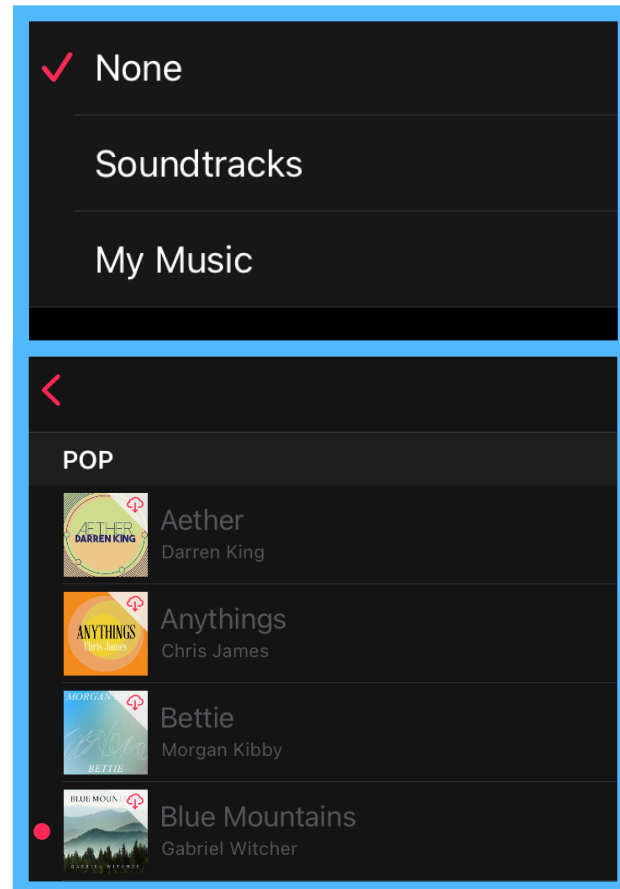 None
Soundtracks
My Music
POP
AETHER
DARREN KING
Aether
Darren King
ANYTHINGS
Chris James
Anythings
Chris James
MORGAN
BETTIE
Bettie
Morgan Kibby
BLUE MOUN
GABRIEL WITCHER
Blue Mountains
Gabriel Witcher